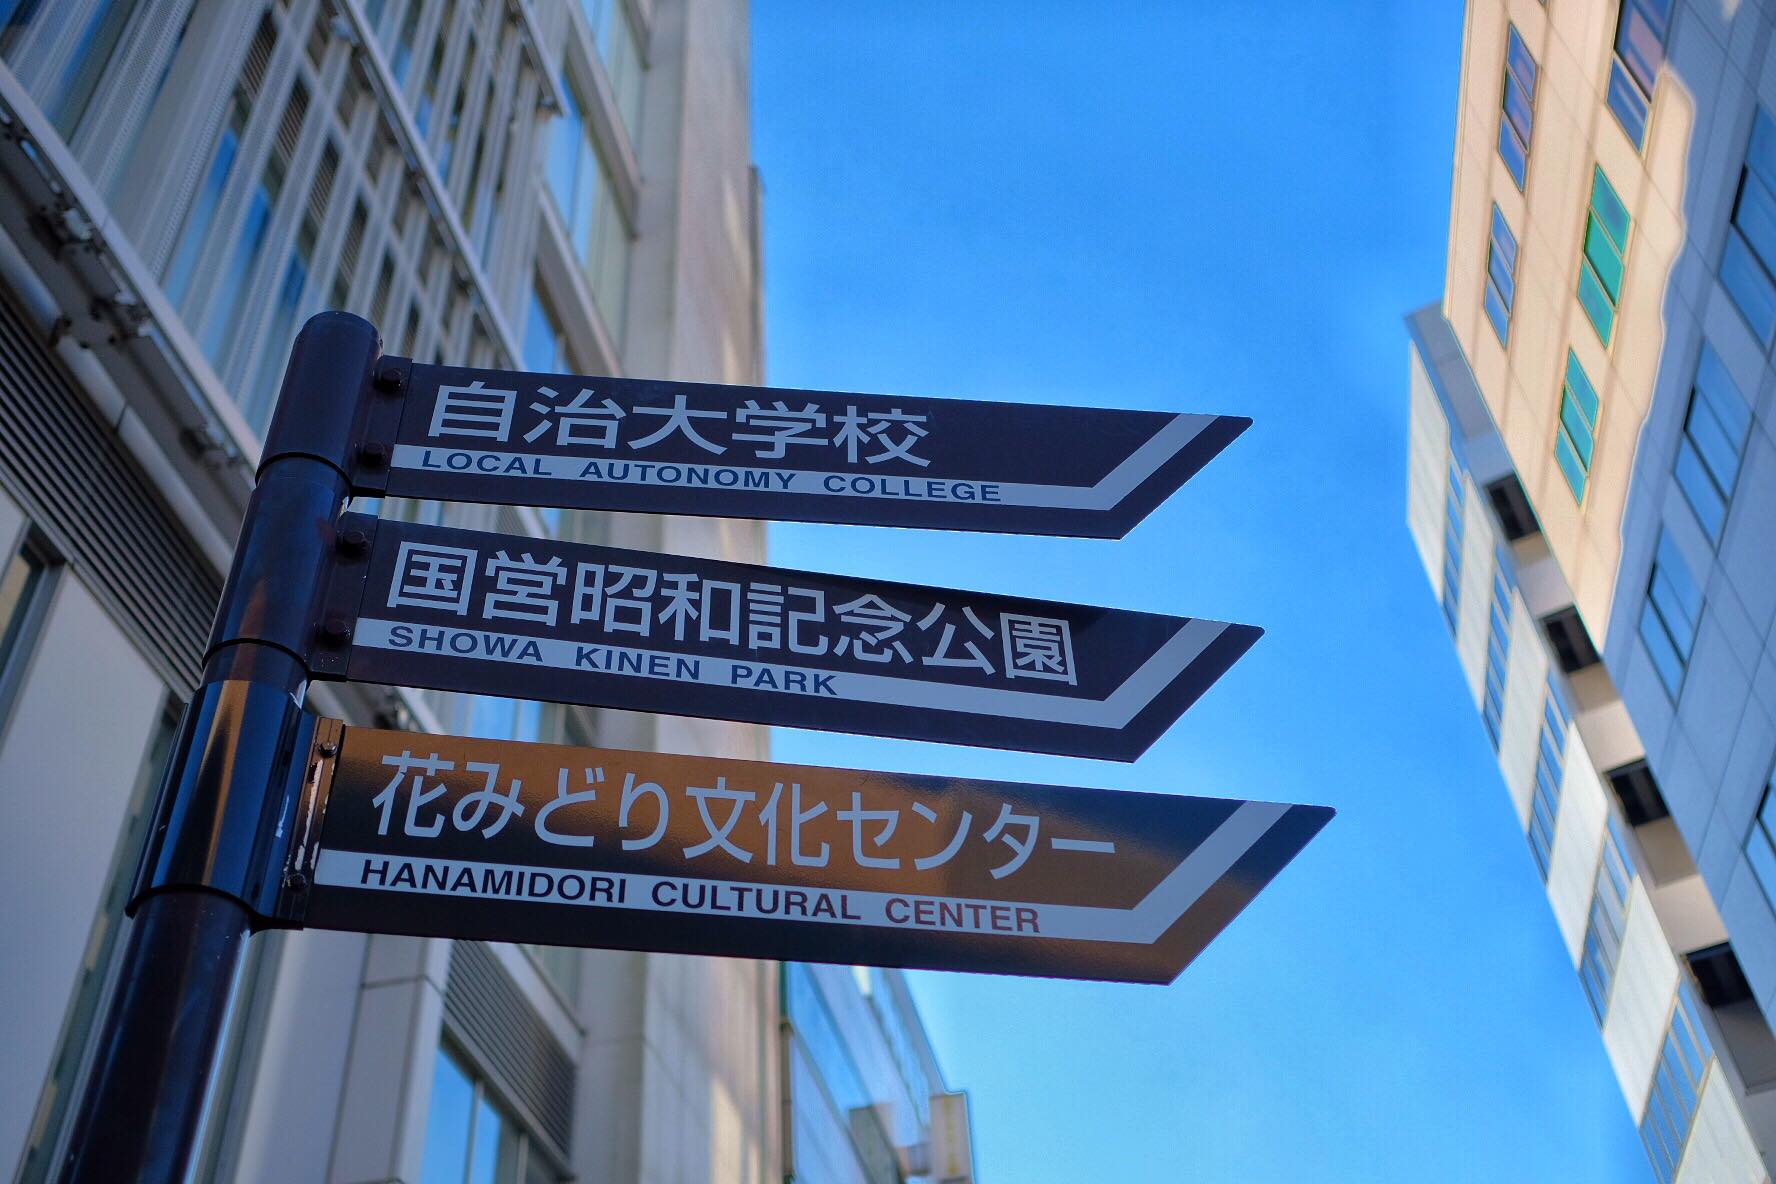 自治大学校
LOCAL AUTONOMY COLLEGE
国営昭和記念公園
SHOWA KINEN PARK
花みどり文化センター
HANAMIDORI CULTURAL CENTER